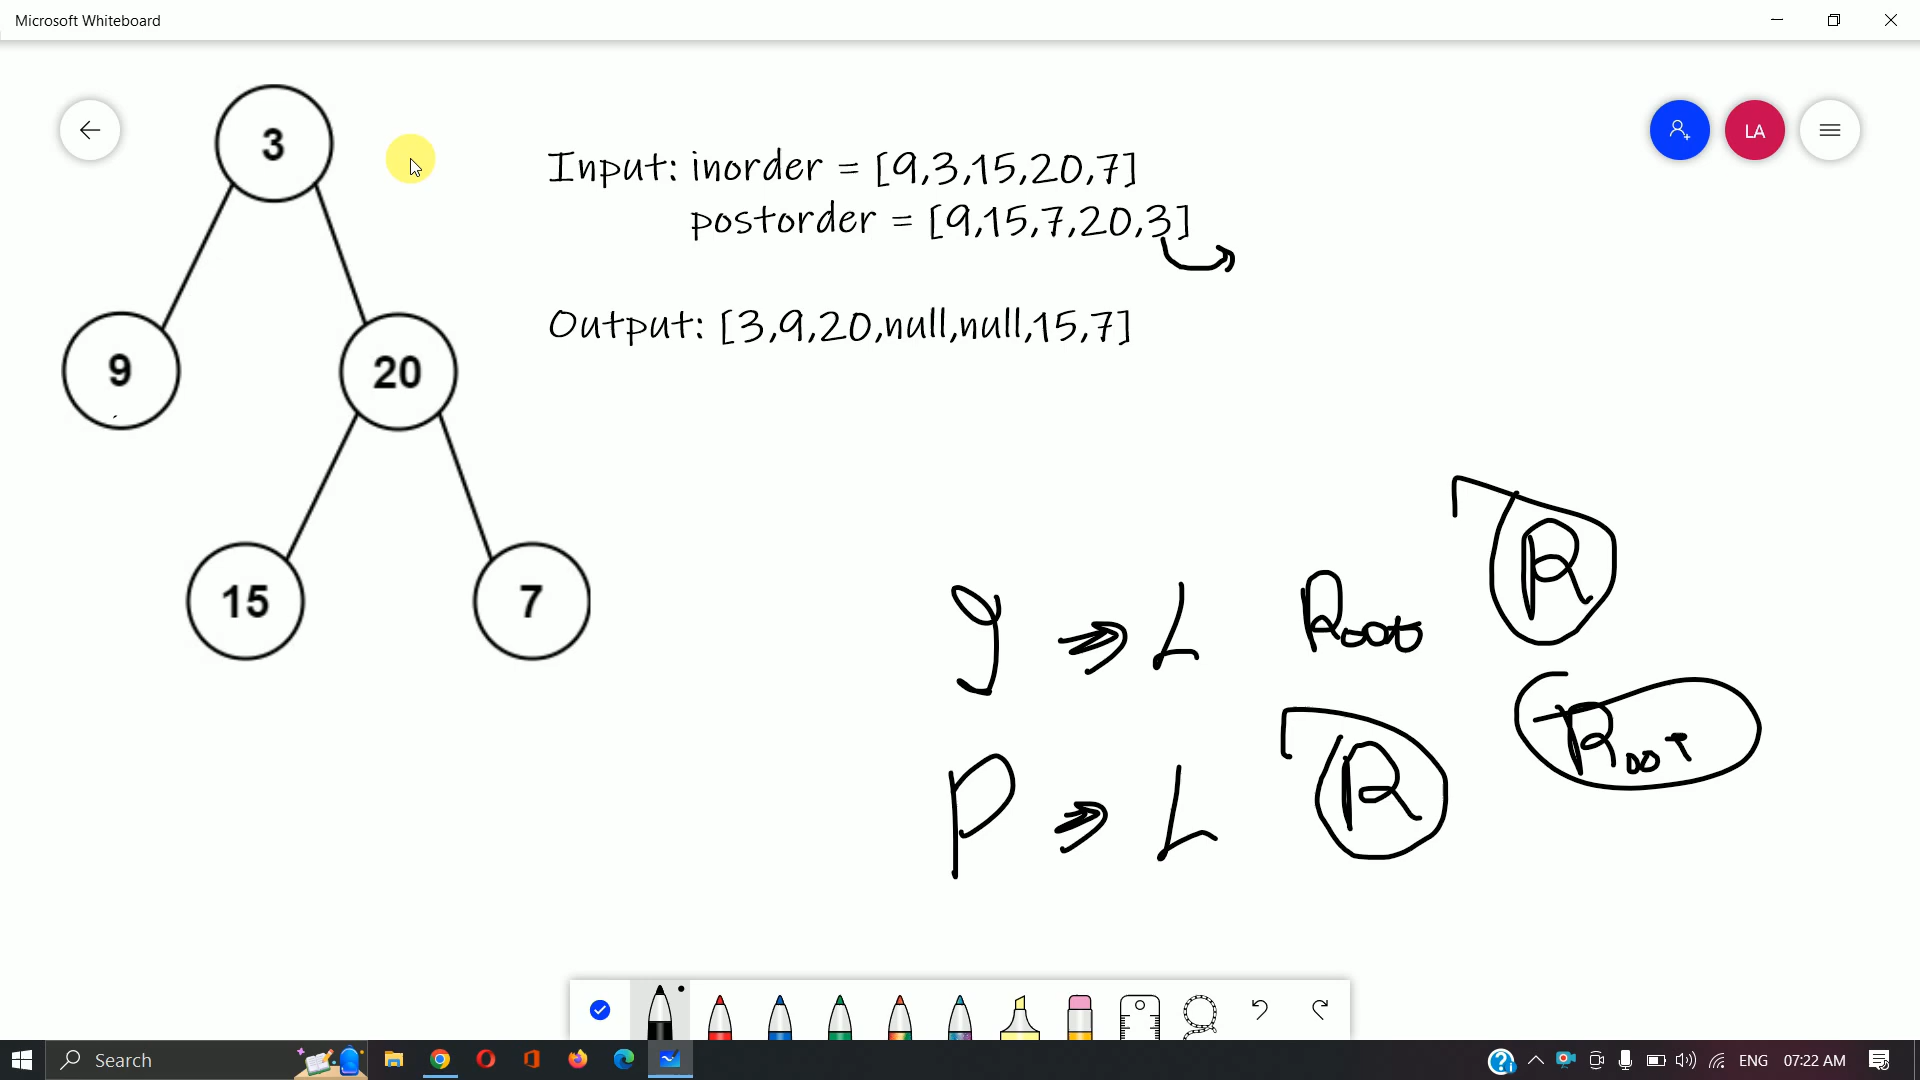 Microsoft Whiteboard
3
Input: inorder = [9,3,15,20,7]
postorder = [9,15,7,20,3]
LA
Output: [3,9,20,null,null,15,7]
9
20
15
7
I ⇒ L Root R
P ⇒ L R ROOT
Search
ENG
07:22 AM